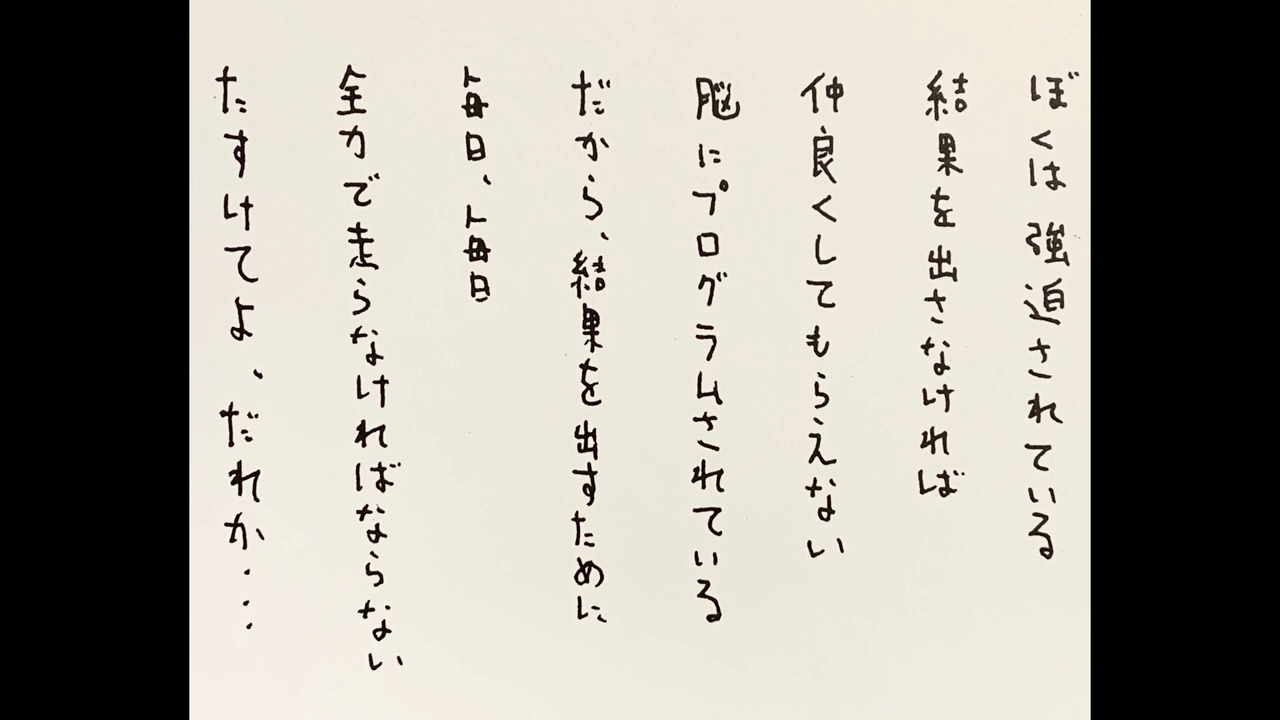 ぼくは強迫されている
結果を出さなければ
仲良くしてもらえない
脳にプログラムされている
だから、結果を出すために
毎日、毎日
全力で走らなければならない
たすけてよ、だれか・・・